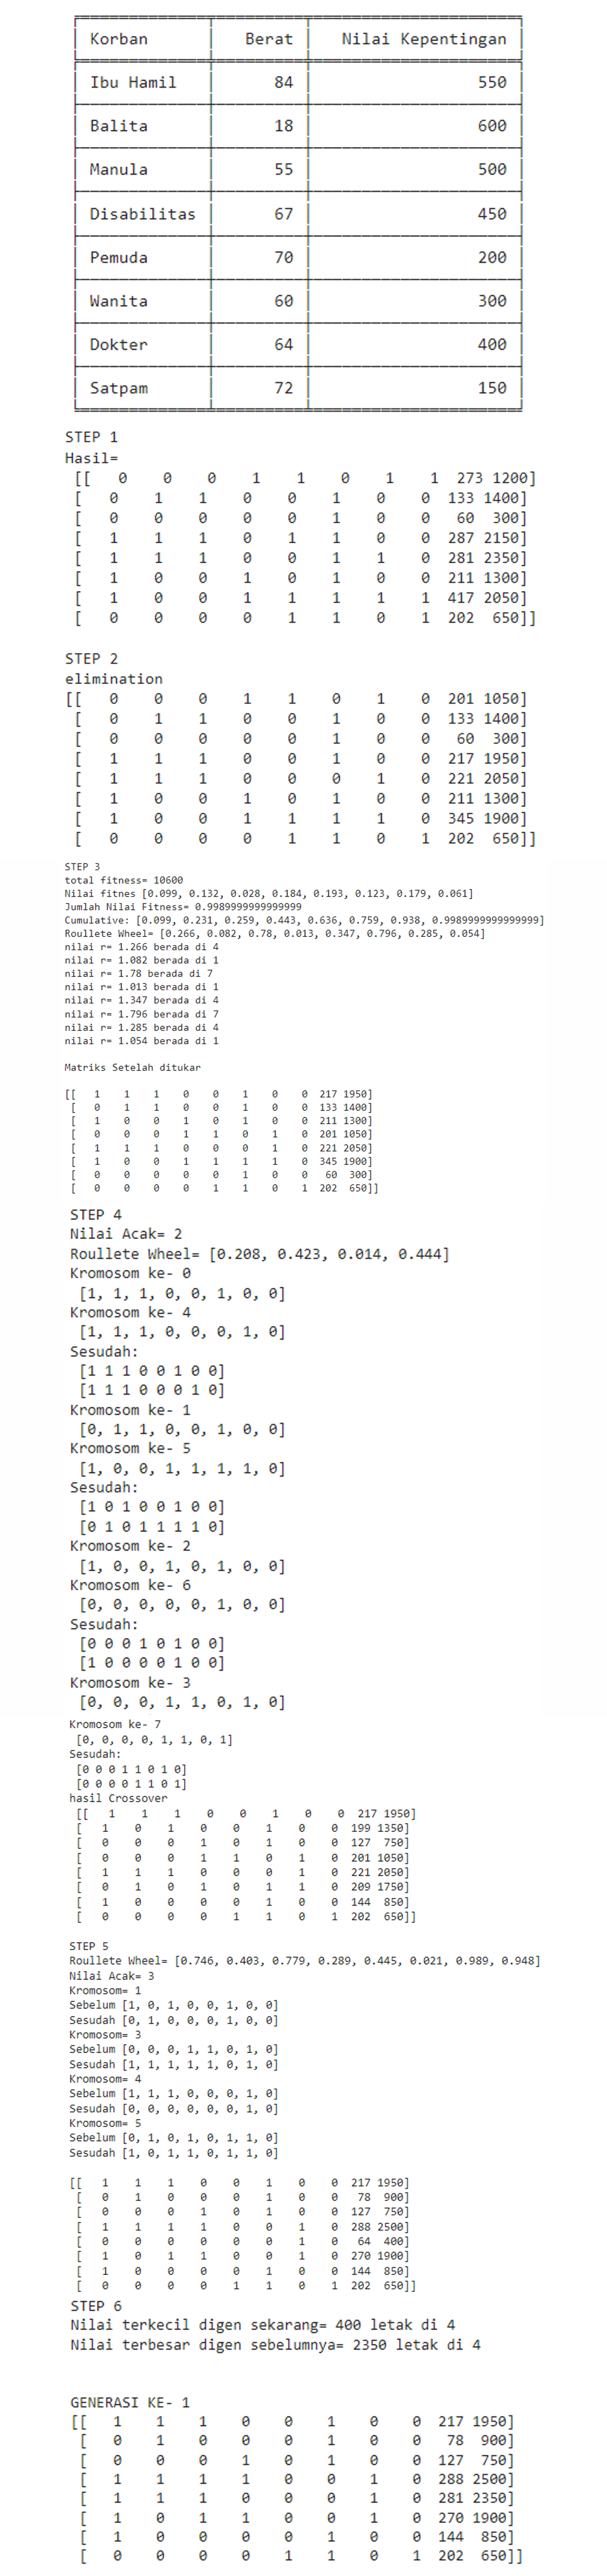 Korban Berat Nilai Kepentingan
Ibu Hamil 84 550
Balita 18 600
Manula 55 500
Disabilitas 67 450
Pemuda 70 200
Wanita 60 300
Dokter 64 400
Satpam 72 150
STEP 1
Hasil=
[[ 0 0 0 1 1 0 1 1 273 1200]
[ 0 1 1 0 0 1 0 0 133 1400]
[ 0 0 0 0 0 1 0 0 60 300]
[ 1 1 1 0 1 1 0 0 287 2150]
[ 1 1 1 0 0 1 1 0 281 2350]
[ 1 0 0 1 0 1 0 0 211 1300]
[ 1 0 0 1 1 1 1 1 417 2050]
[ 0 0 0 0 1 1 0 1 202 650]]
STEP 2
elimination
[[ 0 0 0 1 1 0 1 0 201 1050]
[ 0 1 1 0 0 1 0 0 133 1400]
[ 0 0 0 0 0 1 0 0 60 300]
[ 1 1 1 0 0 1 0 0 217 1950]
[ 1 1 1 0 0 0 1 0 221 2050]
[ 1 0 0 1 0 1 0 0 211 1300]
[ 1 0 0 1 1 1 1 0 345 1900]
[ 0 0 0 0 1 1 0 1 202 650]]
STEP 3
total fitness= 10600
Nilai fitnes [0.099, 0.132, 0.028, 0.184, 0.193, 0.123, 0.179, 0.061]
Jumlah Nilai Fitness= 0.9989999999999999
Cumulative: [0.099, 0.231, 0.259, 0.443, 0.636, 0.759, 0.938, 0.9989999999999999]
Roullete Wheel= [0.266, 0.082, 0.78, 0.013, 0.347, 0.796, 0.285, 0.054]
nilai r= 1.266 berada di 4
nilai r= 1.082 berada di 1
nilai r= 1.78 berada di 7
nilai r= 1.013 berada di 1
nilai r= 1.347 berada di 4
nilai r= 1.796 berada di 7
nilai r= 1.285 berada di 4
nilai r= 1.054 berada di 1
Matriks Setelah ditukar
[[ 1 1 1 0 0 1 0 0 217 1950]
[ 0 1 1 0 0 1 0 0 133 1400]
[ 1 0 0 1 0 1 0 0 211 1300]
[ 0 0 0 1 1 0 1 0 201 1050]
[ 1 1 1 0 0 0 1 0 221 2050]
[ 1 0 0 1 1 1 1 0 345 1900]
[ 0 0 0 0 0 1 0 0 60 300]
[ 0 0 0 0 1 1 0 1 202 650]]
STEP 4
Nilai Acak= 2
Roullete Wheel= [0.208, 0.423, 0.014, 0.444]
Kromosom ke- 0
[1, 1, 1, 0, 0, 1, 0, 0]
Kromosom ke- 4
[1, 1, 1, 0, 0, 0, 1, 0]
Sesudah:
[1 1 1 0 0 1 0 0]
[1 1 1 0 0 0 1 0]
Kromosom ke- 1
[0, 1, 1, 0, 0, 1, 0, 0]
Kromosom ke- 5
[1, 0, 0, 1, 1, 1, 1, 0]
Sesudah:
[1 0 1 0 0 1 0 0]
[0 1 0 1 1 1 1 0]
Kromosom ke- 2
[1, 0, 0, 1, 0, 1, 0, 0]
Kromosom ke- 6
[0, 0, 0, 0, 0, 1, 0, 0]
Sesudah:
[0 0 0 1 0 1 0 0]
[1 0 0 0 0 1 0 0]
Kromosom ke- 3
[0, 0, 0, 1, 1, 0, 1, 0]
Kromosom ke- 7
[0, 0, 0, 0, 1, 1, 0, 1]
Sesudah:
[0 0 0 1 1 0 1 0]
[0 0 0 0 1 1 0 1]
hasil Crossover
[[ 1 1 1 0 0 1 0 0 217 1950]
[ 1 0 1 0 0 1 0 0 199 1350]
[ 0 0 0 1 0 1 0 0 127 750]
[ 0 0 0 1 1 0 1 0 201 1050]
[ 1 1 1 0 0 0 1 0 221 2050]
[ 0 1 0 1 0 1 1 0 209 1750]
[ 1 0 0 0 0 1 0 0 144 850]
[ 0 0 0 0 1 1 0 1 202 650]]
STEP 5
Roullete Wheel= [0.746, 0.403, 0.779, 0.289, 0.445, 0.021, 0.989, 0.948]
Nilai Acak= 3
Kromosom= 1
Sebelum [1, 0, 1, 0, 0, 1, 0, 0]
Sesudah [0, 1, 0, 0, 0, 1, 0, 0]
Kromosom= 3
Sebelum [0, 0, 0, 1, 1, 0, 1, 0]
Sesudah [1, 1, 1, 1, 1, 0, 1, 0]
Kromosom= 4
Sebelum [1, 1, 1, 0, 0, 0, 1, 0]
Sesudah [0, 0, 0, 0, 0, 0, 1, 0]
Kromosom= 5
Sebelum [0, 1, 0, 1, 0, 1, 1, 0]
Sesudah [1, 0, 1, 1, 0, 1, 1, 0]
[[ 1 1 1 0 0 1 0 0 217 1950]
[ 0 1 0 0 0 1 0 0 78 900]
[ 0 0 0 1 0 1 0 0 127 750]
[ 1 1 1 1 0 0 1 0 288 2500]
[ 0 0 0 0 0 0 1 0 64 400]
[ 1 0 1 1 0 0 1 0 270 1900]
[ 1 0 0 0 0 1 0 0 144 850]
[ 0 0 0 0 1 1 0 1 202 650]]
STEP 6
Nilai terkecil digen sekarang= 400 letak di 4
Nilai terbesar digen sebelumnya= 2350 letak di 4
GENERASI KE- 1
[[ 1 1 1 0 0 1 0 0 217 1950]
[ 0 1 0 0 0 1 0 0 78 900]
[ 0 0 0 1 0 1 0 0 127 750]
[ 1 1 1 1 0 0 1 0 288 2500]
[ 1 1 1 0 0 0 1 0 281 2350]
[ 1 0 1 1 0 0 1 0 270 1900]
[ 1 0 0 0 0 1 0 0 144 850]
[ 0 0 0 0 1 1 0 1 202 650]]